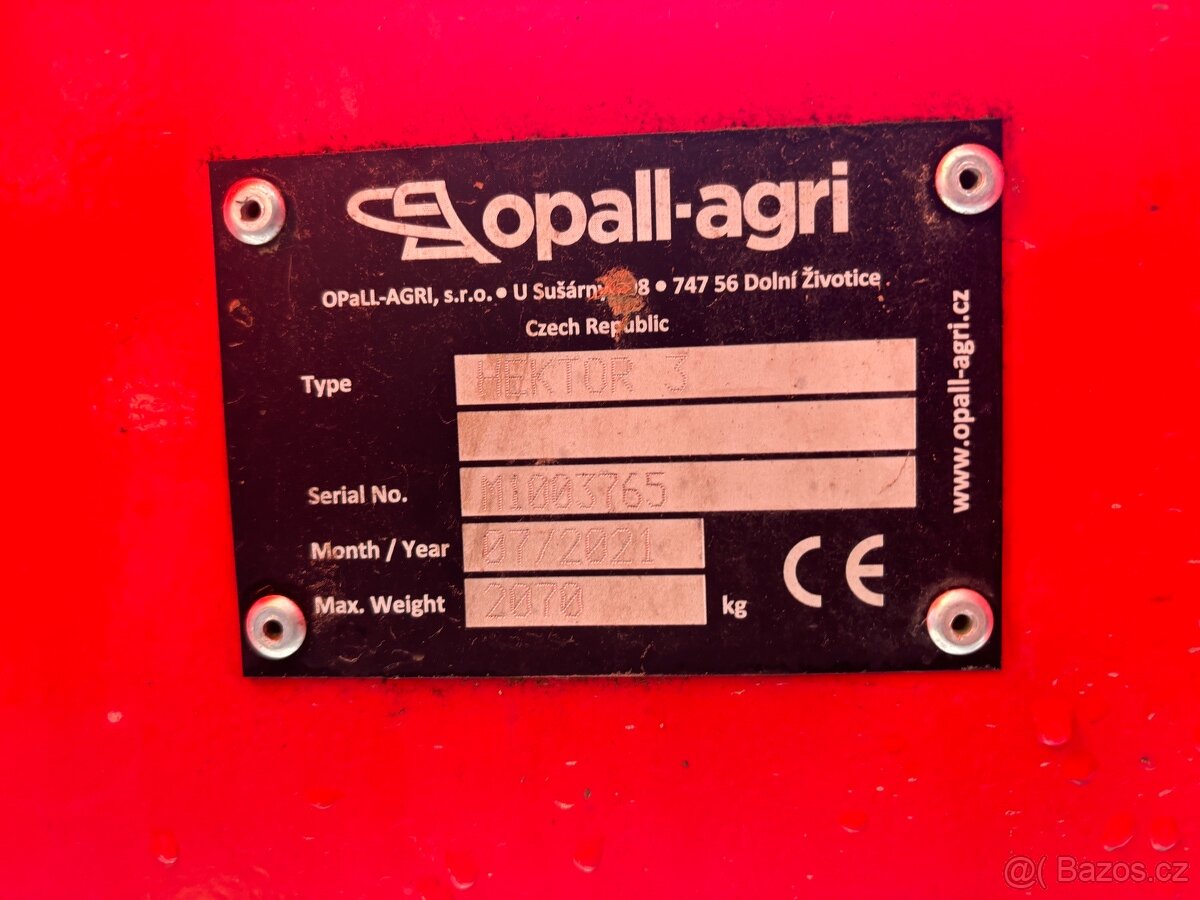 opall-agri
OPaLL-AGRI, s.r.o. • U • 747 56 Dolní Životice
Czech Republic
Type HEKTOR 3
Serial No. M1003765
Month / Year 07/2021
Max. Weight 2070 kg
CE
www.opall-agri.cz
@( Bazos.cz